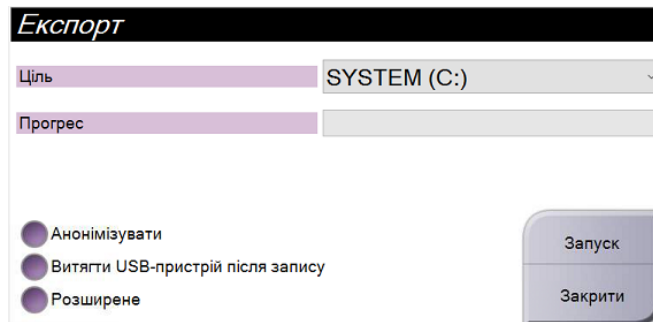 Експорт
Ціль SYSTEM (C:)
Прогрес
Анонімізувати
Витягти USB-пристрій після запису
Розширене
Запуск
Закрити